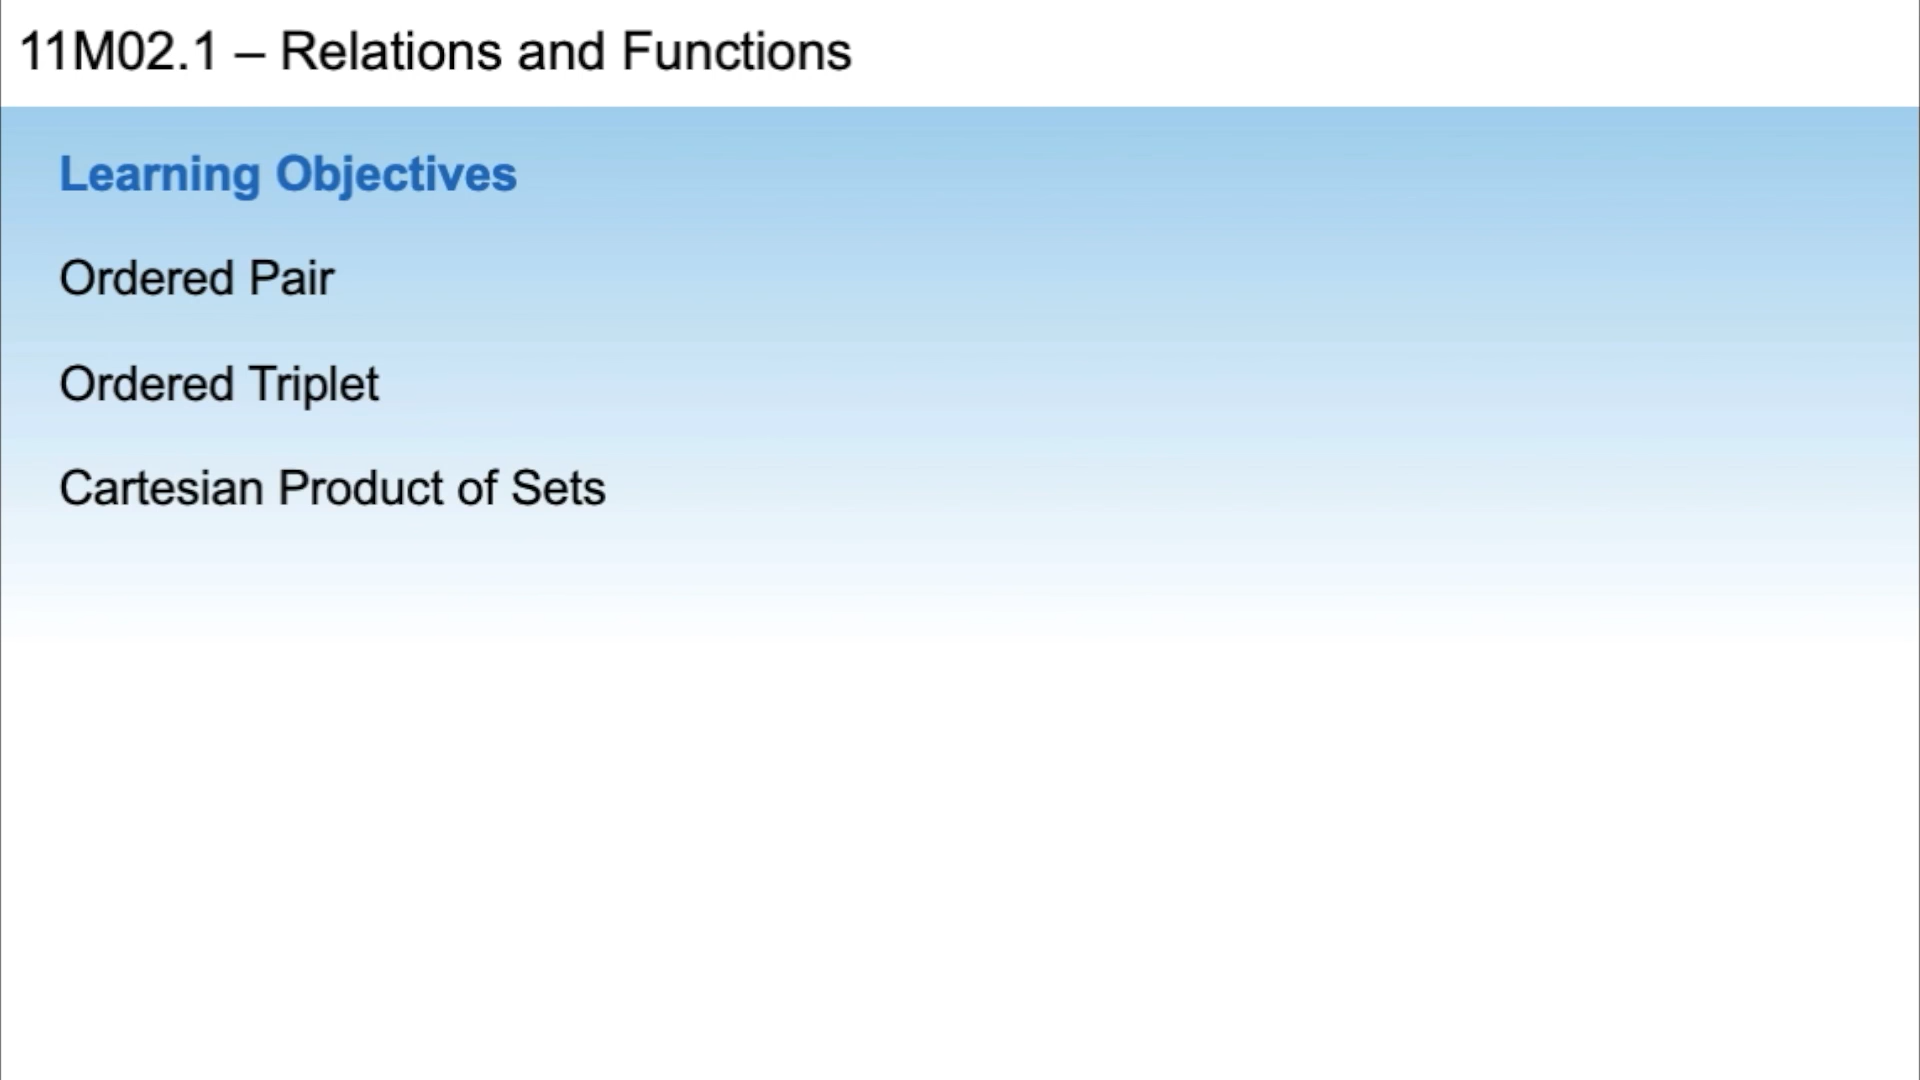 11M02.1 – Relations and Functions
Learning Objectives
Ordered Pair
Ordered Triplet
Cartesian Product of Sets